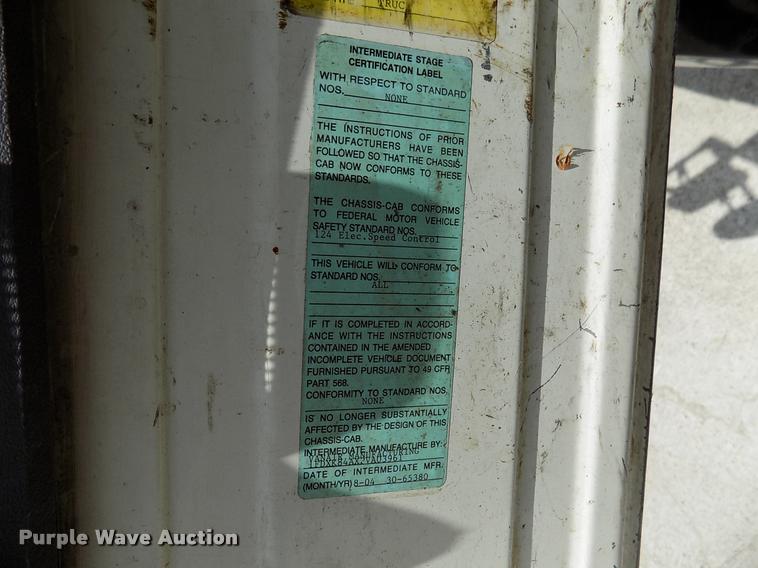 TRUC
INTERMEDIATE STAGE
CERTIFICATION LABEL
WITH RESPECT TO STANDARD
NOS. NONE
THE INSTRUCTIONS OF PRIOR
MANUFACTURERS HAVE BEEN
FOLLOWED SO THAT THE CHASSIS-
CAB NOW CONFORMS TO THESE
STANDARDS.
THE CHASSIS-CAB CONFORMS
TO FEDERAL MOTOR VEHICLE
SAFETY STANDARD NOS.
124 Elec.Speed Control
THIS VEHICLE WILL CONFORM TO
STANDARD NOS.
ALL
IF IT IS COMPLETED IN ACCORD-
ANCE WITH THE INSTRUCTIONS
CONTAINED IN THE AMENDED
INCOMPLETE VEHICLE DOCUMENT
FURNISHED PURSUANT TO 49 CFR
PART 568.
CONFORMITY TO STANDARD NOS.
NONE
IS NO LONGER SUBSTANTIALLY
AFFECTED BY THE DESIGN OF THIS
CHASSIS-CAB.
INTERMEDIATE MANUFACTURE BY:
MANUFACTURING
DATE OF INTERMEDIATE MFR.
(MONTH/YR) 8-04 30-65380
Purple Wave Auction